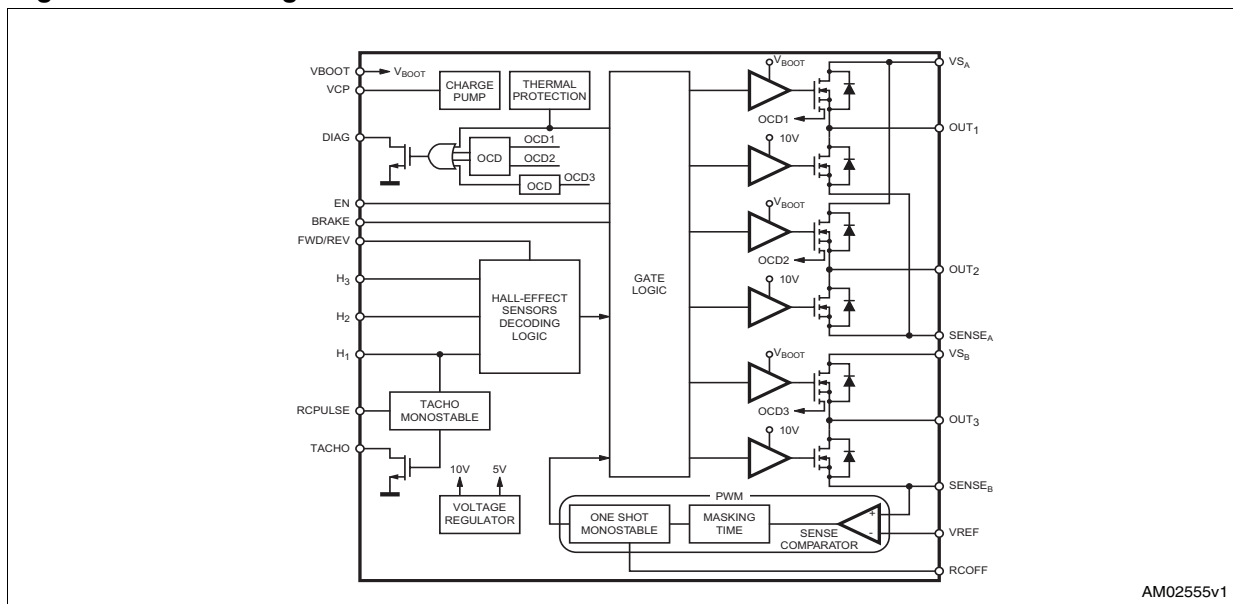 VBOOT
VBOOT
VCP
CHARGE
PUMP
THERMAL
PROTECTION
DIAG
OCD
OCD1
OCD2
OCD
OCD3
EN
BRAKE
FWD/REV
H3
H2
H1
HALL-EFFECT
SENSORS
DECODING
LOGIC
RCPULSE
TACHO
MONOSTABLE
TACHO
10V
5V
VOLTAGE
REGULATOR
GATE
LOGIC
VBOOT
OCD1
10V
VBOOT
OCD2
10V
VBOOT
OCD3
10V
VSA
OUT1
OUT2
SENSEA
VSB
OUT3
SENSEB
PWM
ONE SHOT
MONOSTABLE
MASKING
TIME
+
-
SENSE
COMPARATOR
VREF
RCOFF
AM02555v1